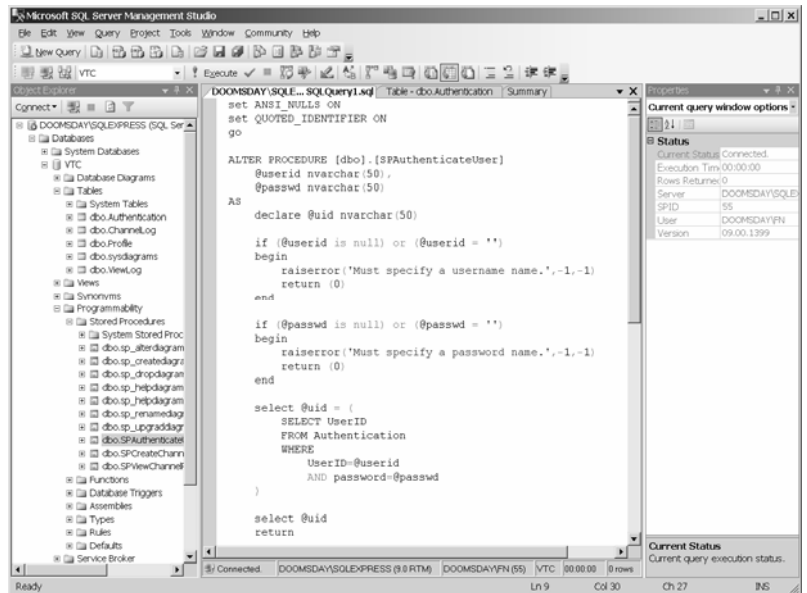 Microsoft SQL Server Management Studio
File Edit View Query Project Tools Window Community Help
New Query
VTC
Execute
Object Explorer
Connect
DOOMSDAY\SQLEXPRESS (SQL Ser
Databases
System Databases
VTC
Database Diagrams
Tables
System Tables
dbo.Authentication
dbo.ChannelLog
dbo.Profile
dbo.sysdiagrams
dbo.ViewLog
Views
Synonyms
Programmability
Stored Procedures
System Stored Proc
dbo.sp_alterdiagram
dbo.sp_creatediagra
dbo.sp_dropdiagram
dbo.sp_helpdiagram
dbo.sp_helpdiagram
dbo.sp_renamediagr
dbo.sp_upgraddiagr
dbo.SPAuthenticateU
dbo.SPCreateChann
dbo.SPViewChannelF
Functions
Database Triggers
Assemblies
Types
Rules
Defaults
Service Broker
DOOMSDAY\SQLE... SQLQuery1.sql Table - dbo.Authentication Summary
set ANSI_NULLS ON
set QUOTED_IDENTIFIER ON
go
ALTER PROCEDURE [dbo].[SPAuthenticateUser]
@userid nvarchar(50),
@passwd nvarchar(50)
AS
declare @uid nvarchar(50)
if (@userid is null) or (@userid = '')
begin
raiserror('Must specify a username name.',-1,-1)
return (0)
end
if (@passwd is null) or (@passwd = '')
begin
raiserror('Must specify a password name.',-1,-1)
return (0)
end
select @uid = (
SELECT UserID
FROM Authentication
WHERE
UserID=@userid
AND password=@passwd
)
select @uid
return
Connected. DOOMSDAY\SQLEXPRESS (9.0 RTM) DOOMSDAY\FN (55) VTC 00:00:00 0 rows
Properties
Current query window options
Status
Current Status Connected.
Execution Tim 00:00:00
Rows Returned 0
Server DOOMSDAY\SQLEX
SPID 55
User DOOMSDAY\FN
Version 09.00.1399
Current Status
Current query execution status.
Ready Ln 9 Col 30 Ch 27 INS